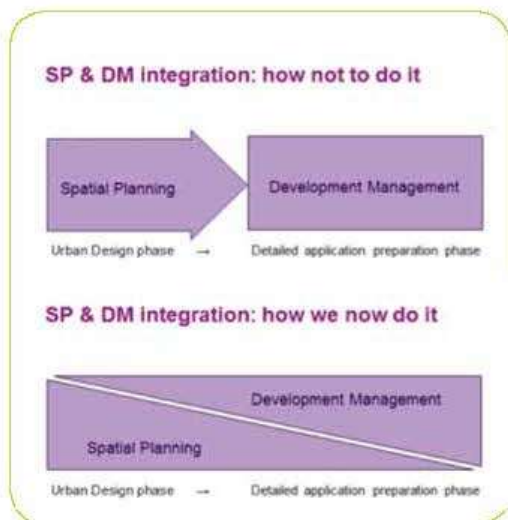 SP & DM integration: how not to do it
Spatial Planning
Development Management
Urban Design phase → Detailed application preparation phase
SP & DM integration: how we now do it
Development Management
Spatial Planning
Urban Design phase → Detailed application preparation phase